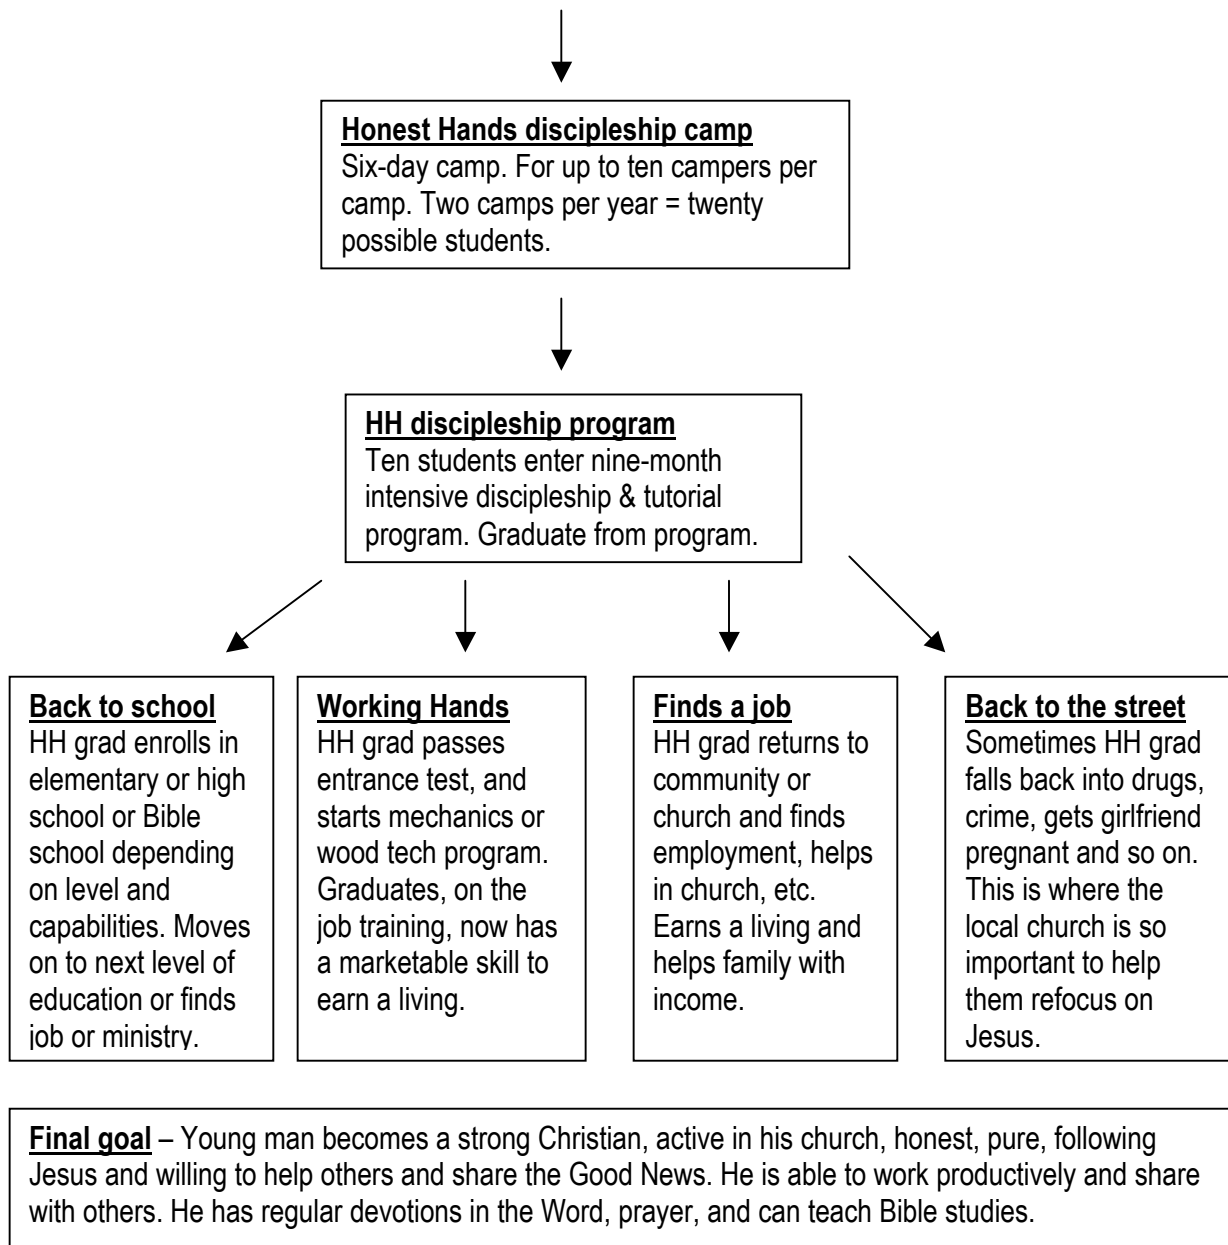 Honest Hands discipleship camp
Six-day camp. For up to ten campers per
camp. Two camps per year = twenty
possible students.
HH discipleship program
Ten students enter nine-month
intensive discipleship & tutorial
program. Graduate from program.
Back to school
HH grad enrolls in
elementary or high
school or Bible
school depending
on level and
capabilities. Moves
on to next level of
education or finds
job or ministry.
Working Hands
HH grad passes
entrance test, and
starts mechanics or
wood tech program.
Graduates, on the
job training, now has
a marketable skill to
earn a living.
Finds a job
HH grad returns to
community or
church and finds
employment, helps
in church, etc.
Earns a living and
helps family with
income.
Back to the street
Sometimes HH grad
falls back into drugs,
crime, gets girlfriend
pregnant and so on.
This is where the
local church is so
important to help
them refocus on
Jesus.
Final goal – Young man becomes a strong Christian, active in his church, honest, pure, following
Jesus and willing to help others and share the Good News. He is able to work productively and share
with others. He has regular devotions in the Word, prayer, and can teach Bible studies.